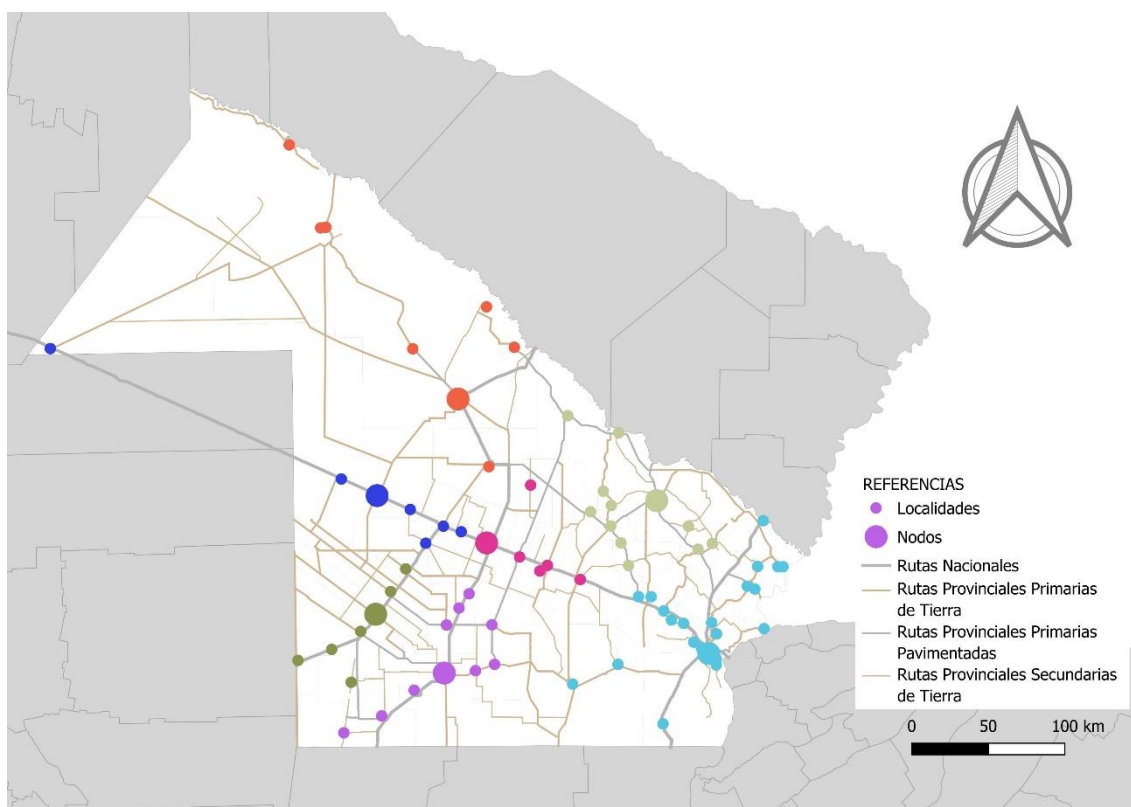 REFERENCIAS
Localidades
Nodos
Rutas Nacionales
Rutas Provinciales Primarias
de Tierra
Rutas Provinciales Primarias
Pavimentadas
Rutas Provinciales Secundarias
de Tierra
0 50 100 km